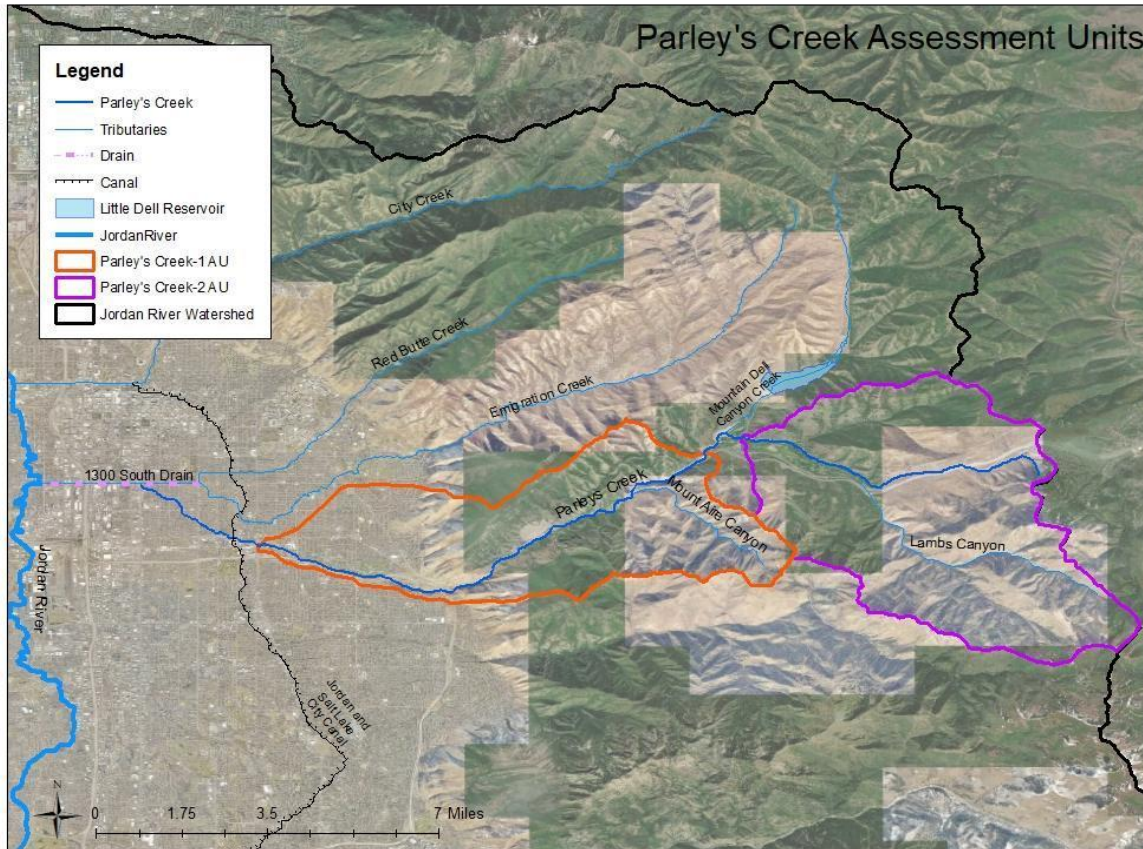 Parley's Creek Assessment Units
Legend
Parley's Creek
Tributaries
Drain
Canal
Little Dell Reservoir
JordanRiver
Parley's Creek-1 AU
Parley's Creek-2 AU
Jordan River Watershed
City Creek
Red Butte Creek
Emigration Creek
Mountain Dell
Canyon Creek
1300 South Drain
Parleys Creek
Mount Aire Canyon
Lambs Canyon
Jordan River
Jordan and
Salt Lake
City Canal
N
0 1.75 3.5 7 Miles